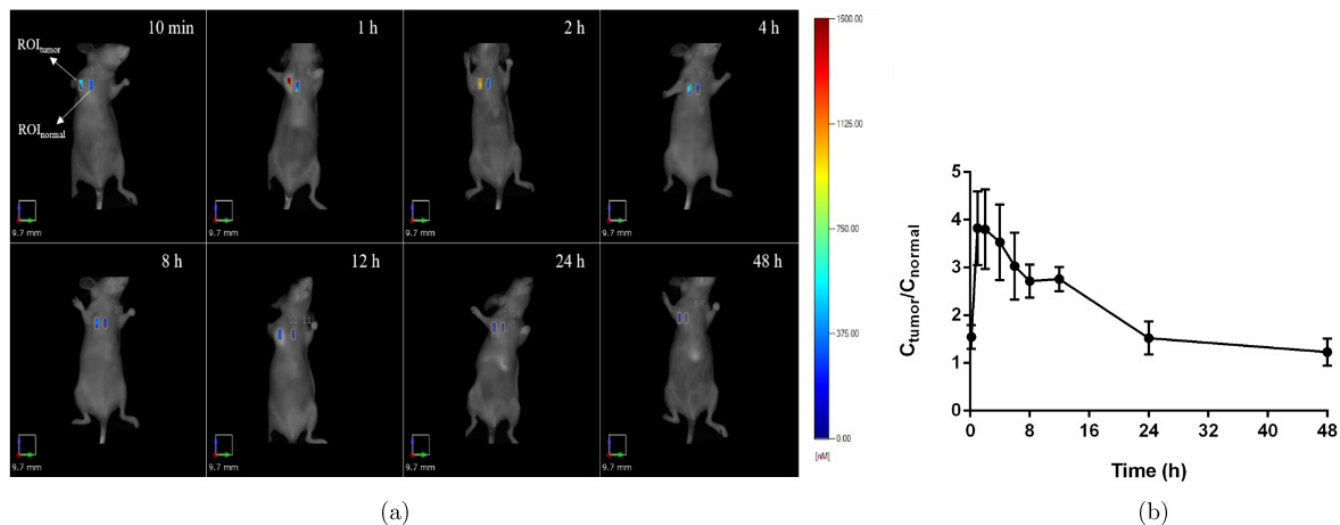 10 min
1 h
2 h
4 h
ROItumor
ROInormal
9.7 mm
9.7 mm
9.7 mm
9.7 mm
8 h
12 h
24 h
48 h
9.7 mm
9.7 mm
9.7 mm
9.7 mm
1500.00
1125.00
750.00
375.00
0.00
[nM]
(a)
Ctumor/Cnormal
5
4
3
2
1
0
0 8 16 24 32 40 48
Time (h)
(b)